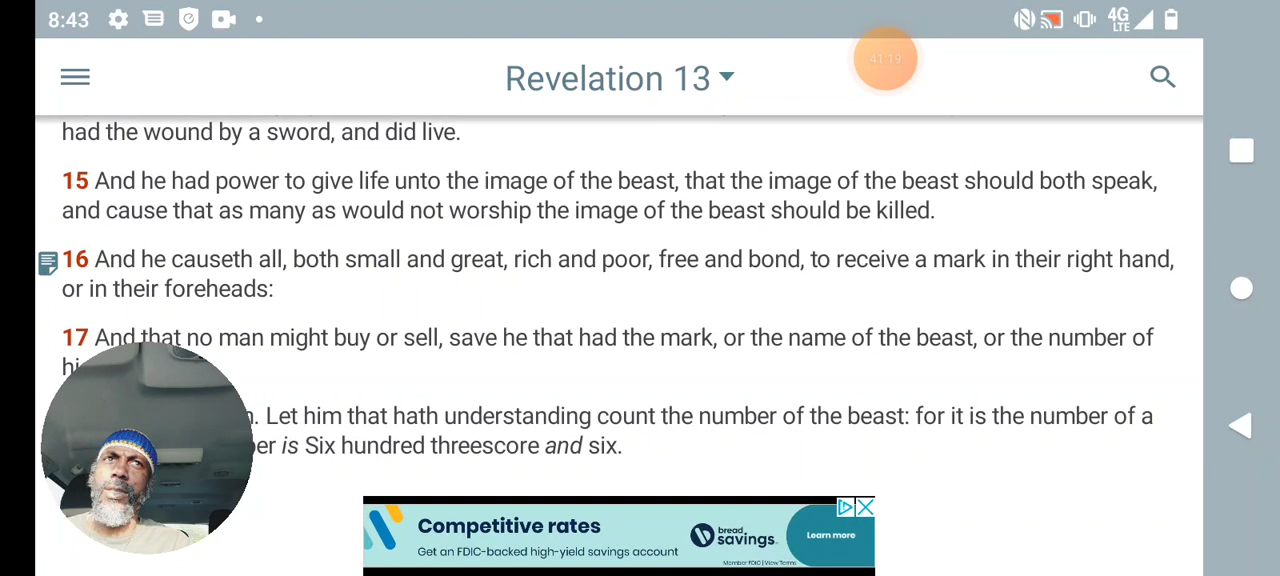 8:43
4G
LTE
41:19
Revelation 13
had the wound by a sword, and did live.
15 And he had power to give life unto the image of the beast, that the image of the beast should both speak,
and cause that as many as would not worship the image of the beast should be killed.
16 And he causeth all, both small and great, rich and poor, free and bond, to receive a mark in their right hand,
or in their foreheads:
17 And that no man might buy or sell, save he that had the mark, or the name of the beast, or the number of
Let him that hath understanding count the number of the beast: for it is the number of a
is Six hundred threescore and six.
Competitive rates
Get an FDIC-backed high-yield savings account
bread
savings
Learn more
Member FDIC | View Terms